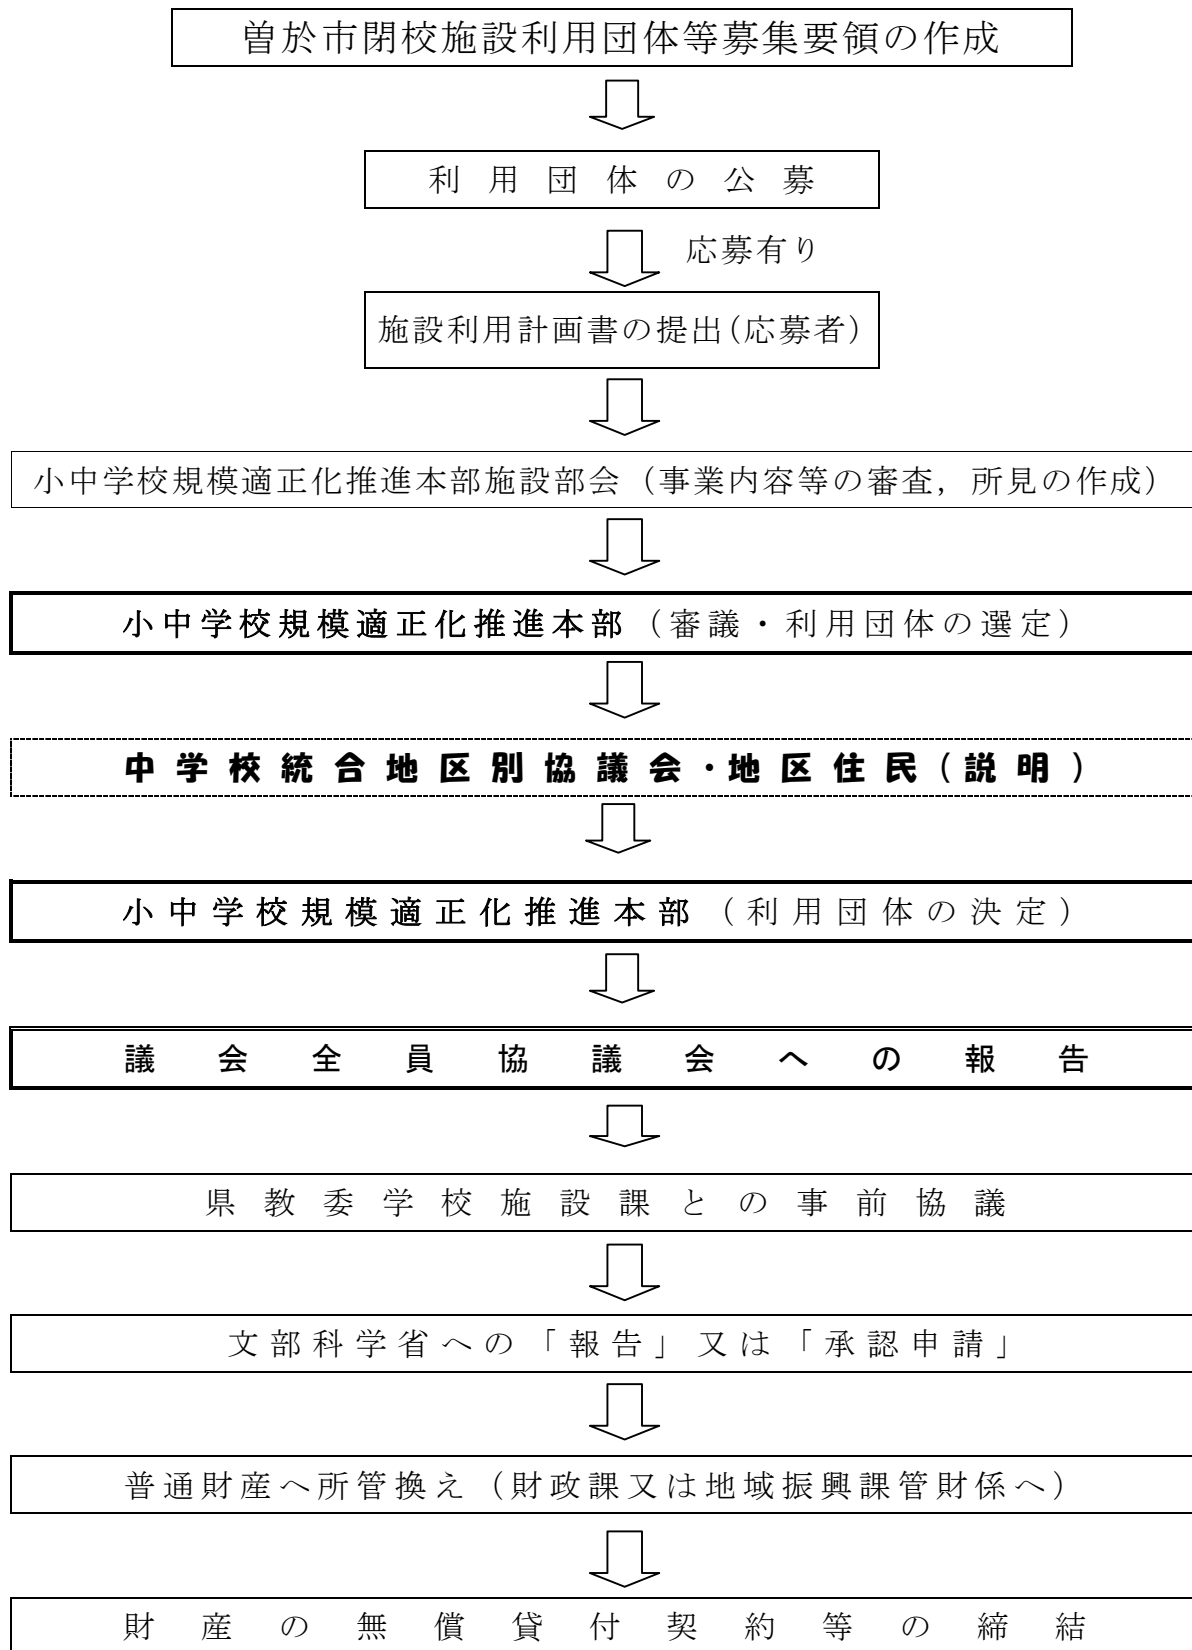 曽於市閉校施設利用団体等募集要領の作成
利用団体の公募
応募有り
施設利用計画書の提出(応募者)
小中学校規模適正化推進本部施設部会（事業内容等の審査，所見の作成）
小中学校規模適正化推進本部（審議・利用団体の選定）
中学校統合地区別協議会・地区住民(説明)
小中学校規模適正化推進本部（利用団体の決定）
議会全員協議会への報告
県教委学校施設課との事前協議
文部科学省への「報告」又は「承認申請」
普通財産へ所管換え（財政課又は地域振興課管財係へ）
財産の無償貸付契約等の締結